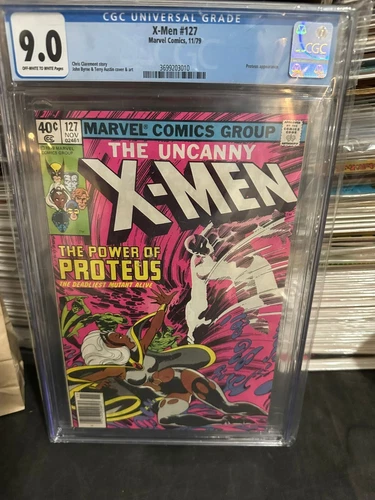 CGC UNIVERSAL GRADE
9.0
OFF-WHITE TO WHITE Pages
X-Men #127
Marvel Comics, 11/79
Chris Claremont story
John Byrne & Terry Austin cover & art
Proteus appearance
3699203010
CGC
40¢
127
NOV
02461
MARVEL COMICS GROUP
THE UNCANNY
X-MEN
THE POWER OF
PROTEUS
THE DEADLIEST MUTANT ALIVE